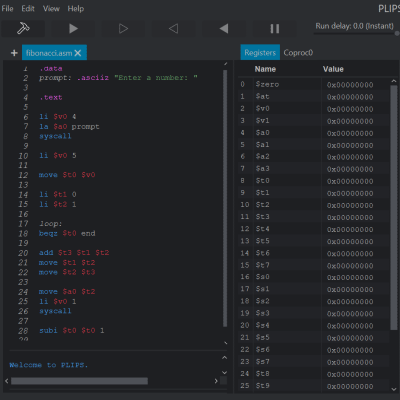 File Edit View Help PLIPS
Run delay: 0.0 (Instant)
+ fibonacci.asm ×
1 .data
2 prompt: .asciiz "Enter a number: "
3
4 .text
5
6 li $v0 4
7 la $a0 prompt
8 syscall
9
10 li $v0 5
11
12 move $t0 $v0
13
14 li $t1 0
15 li $t2 1
16
17 loop:
18 beqz $t0 end
19
20 add $t3 $t1 $t2
21 move $t1 $t2
22 move $t2 $t3
23
24 move $a0 $t2
25 li $v0 1
26 syscall
27
28 subi $t0 $t0 1
29
Welcome to PLIPS.
Registers Coproc0
Name Value
0 $zero 0x00000000
1 $at 0x00000000
2 $v0 0x00000000
3 $v1 0x00000000
4 $a0 0x00000000
5 $a1 0x00000000
6 $a2 0x00000000
7 $a3 0x00000000
8 $t0 0x00000000
9 $t1 0x00000000
10 $t2 0x00000000
11 $t3 0x00000000
12 $t4 0x00000000
13 $t5 0x00000000
14 $t6 0x00000000
15 $t7 0x00000000
16 $s0 0x00000000
17 $s1 0x00000000
18 $s2 0x00000000
19 $s3 0x00000000
20 $s4 0x00000000
21 $s5 0x00000000
22 $s6 0x00000000
23 $s7 0x00000000
24 $t8 0x00000000
25 $t9 0x00000000